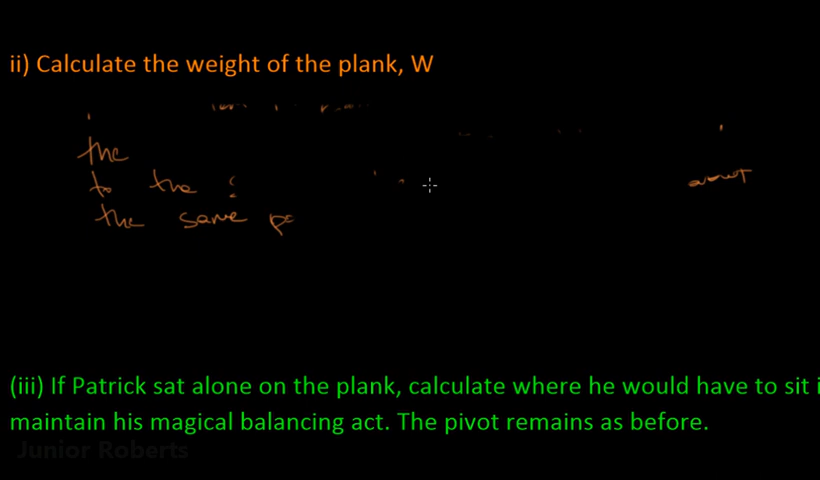 ii) Calculate the weight of the plank, W
the
to the about
the same
(iii) If Patrick sat alone on the plank, calculate where he would have to sit i
maintain his magical balancing act. The pivot remains as before.
Junior Roberts